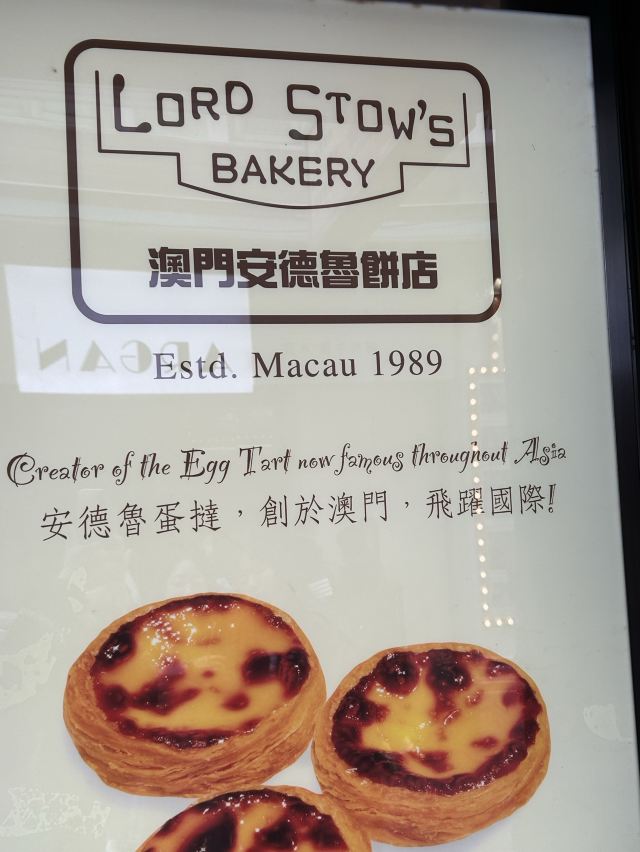 LORD STOW'S
BAKERY
澳門安德魯餅店
Estd. Macau 1989
Creator of the Egg Tart now famous throughout Asia
安德魯蛋撻，創於澳門，飛躍國際!
ARGAN